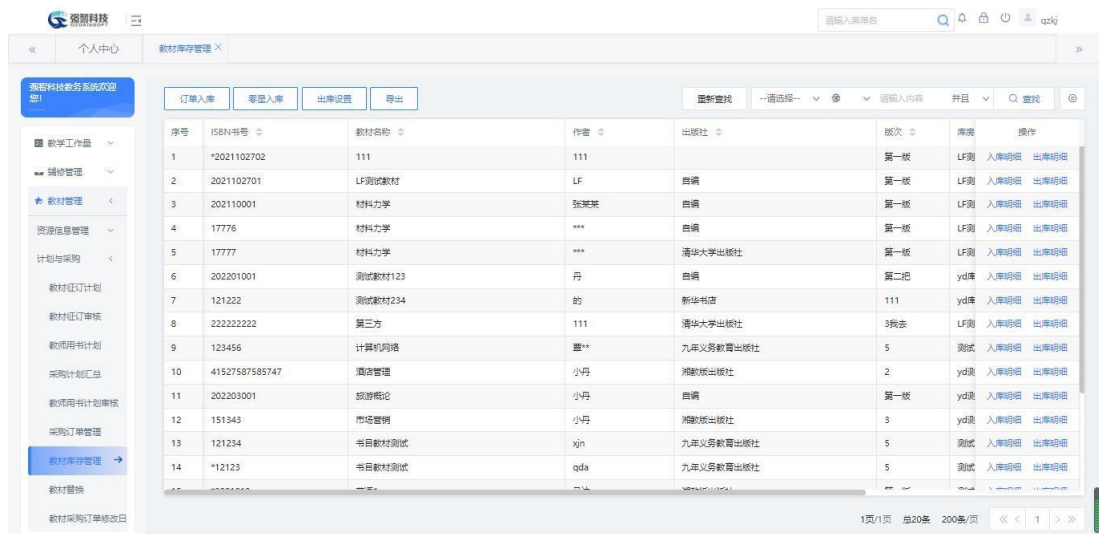 强智科技
QZDATASOFT
请输入菜单名
qzkj
个人中心
教材库存管理 ×
强智科技教务系统欢迎
您!
教学工作量
辅修管理
教材管理
资源信息管理
计划与采购
教材征订计划
教材征订审核
教师用书计划
采购计划汇总
教师用书计划审核
采购订单管理
教材库存管理
教材替换
教材采购订单修改日
订单入库 零星入库 出库设置 导出
重新查找 --请选择-- 像 请输入内容 并且 查找
序号 ISBN书号 教材名称 作者 出版社 版次 库房 操作
1 *2021102702 111 111 第一版 LF测 入库明细 出库明细
2 2021102701 LF测试教材 LF 自编 第一版 LF测 入库明细 出库明细
3 202110001 材料力学 张某某 自编 第一版 LF测 入库明细 出库明细
4 17776 材料力学 *** 自编 第一版 LF测 入库明细 出库明细
5 17777 材料力学 *** 清华大学出版社 第一版 LF测 入库明细 出库明细
6 202201001 测试教材123 丹 自编 第二把 yd库 入库明细 出库明细
7 121222 测试教材234 的 新华书店 111 yd库 入库明细 出库明细
8 222222222 第三方 111 清华大学出版社 3我去 LF测 入库明细 出库明细
9 123456 计算机网络 曹** 九年义务教育出版社 5 测试 入库明细 出库明细
10 41527587585747 酒店管理 小丹 湘教版出版社 2 yd测 入库明细 出库明细
11 202203001 旅游概论 小丹 自编 第一版 yd测 入库明细 出库明细
12 151343 市场营销 小丹 湘教版出版社 3 yd测 入库明细 出库明细
13 121234 书目教材测试 xjn 九年义务教育出版社 5 测试 入库明细 出库明细
14 *12123 书目教材测试 qda 九年义务教育出版社 5 测试 入库明细 出库明细
1页/1页 总20条 200条/页 1